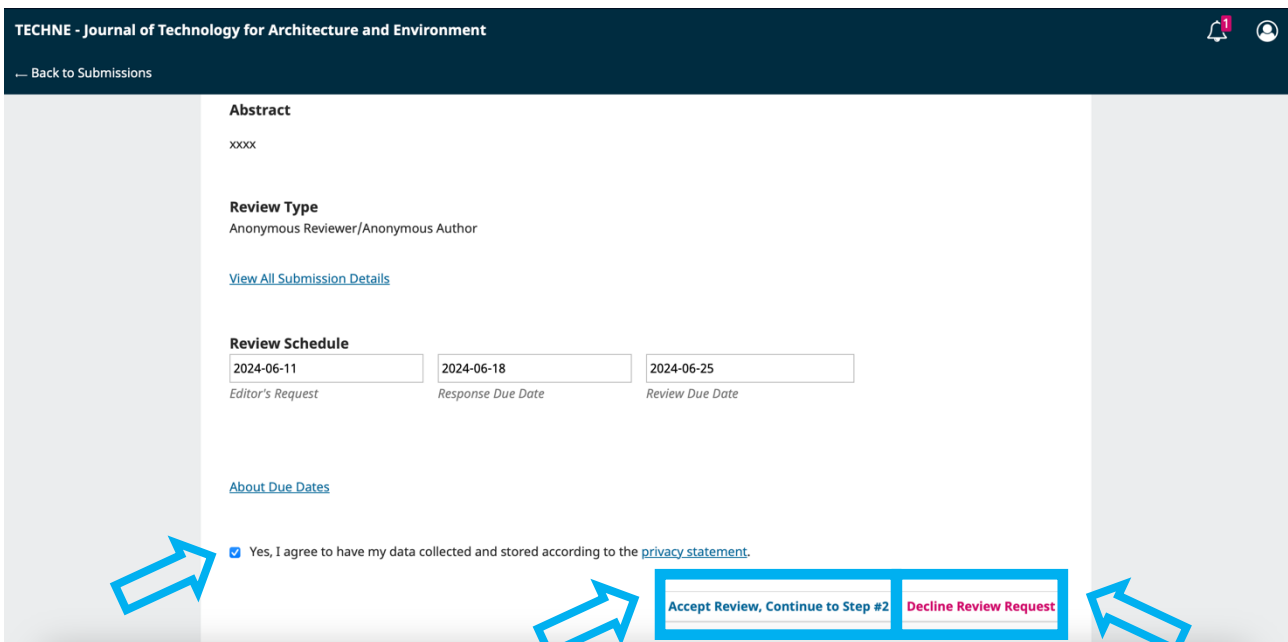 TECHNE - Journal of Technology for Architecture and Environment
1
← Back to Submissions
Abstract
xxxx
Review Type
Anonymous Reviewer/Anonymous Author
View All Submission Details
Review Schedule
2024-06-11 2024-06-18 2024-06-25
Editor's Request Response Due Date Review Due Date
About Due Dates
Yes, I agree to have my data collected and stored according to the privacy statement.
Accept Review, Continue to Step #2 Decline Review Request